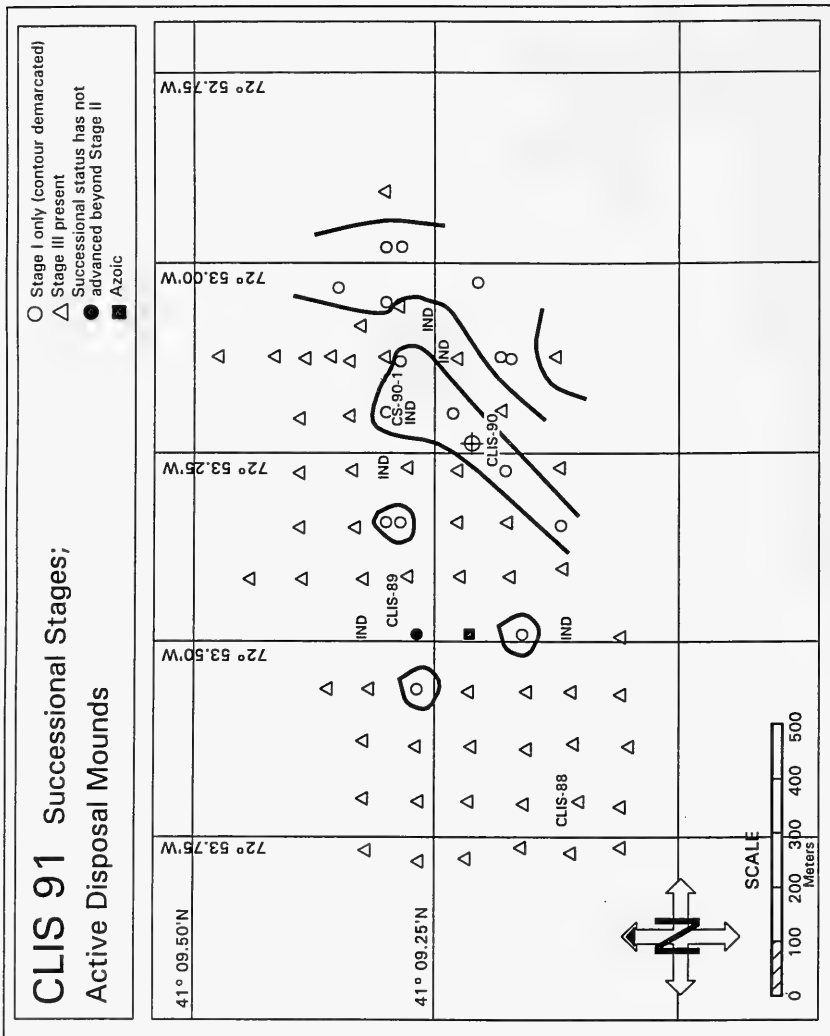 CLIS 91 Successional Stages;
Active Disposal Mounds
Stage I only (contour demarcated)
Stage III present
Successional status has not
advanced beyond Stage II
Azoic
41° 09.50'N
41° 09.25'N
72° 53.75'W
72° 53.50'W
72° 53.25'W
72° 53.00'W
72° 52.75'W
IND
CLIS-89
IND
CS-90-1
IND
IND
IND
CLIS-90
IND
CLIS-88
N
SCALE
0 100 200 300 400 500
Meters